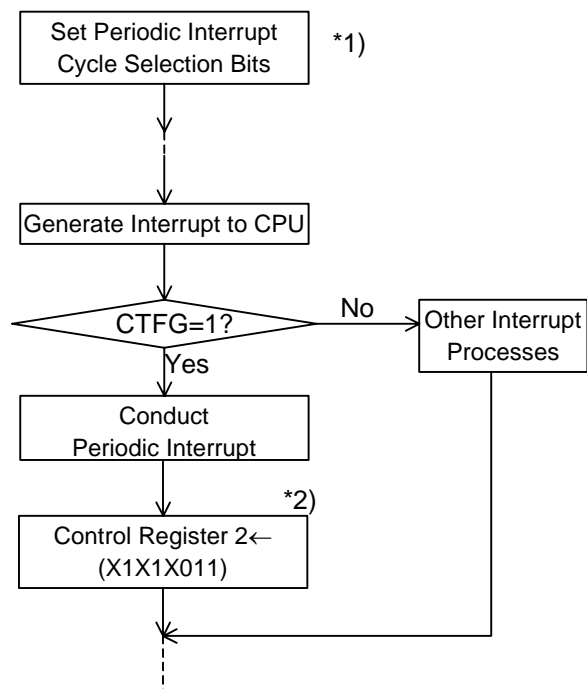 Set Periodic Interrupt
Cycle Selection Bits
*1)
Generate Interrupt to CPU
CTFG=1?
No
Other Interrupt
Processes
Yes
Conduct
Periodic Interrupt
*2)
Control Register 2←
(X1X1X011)